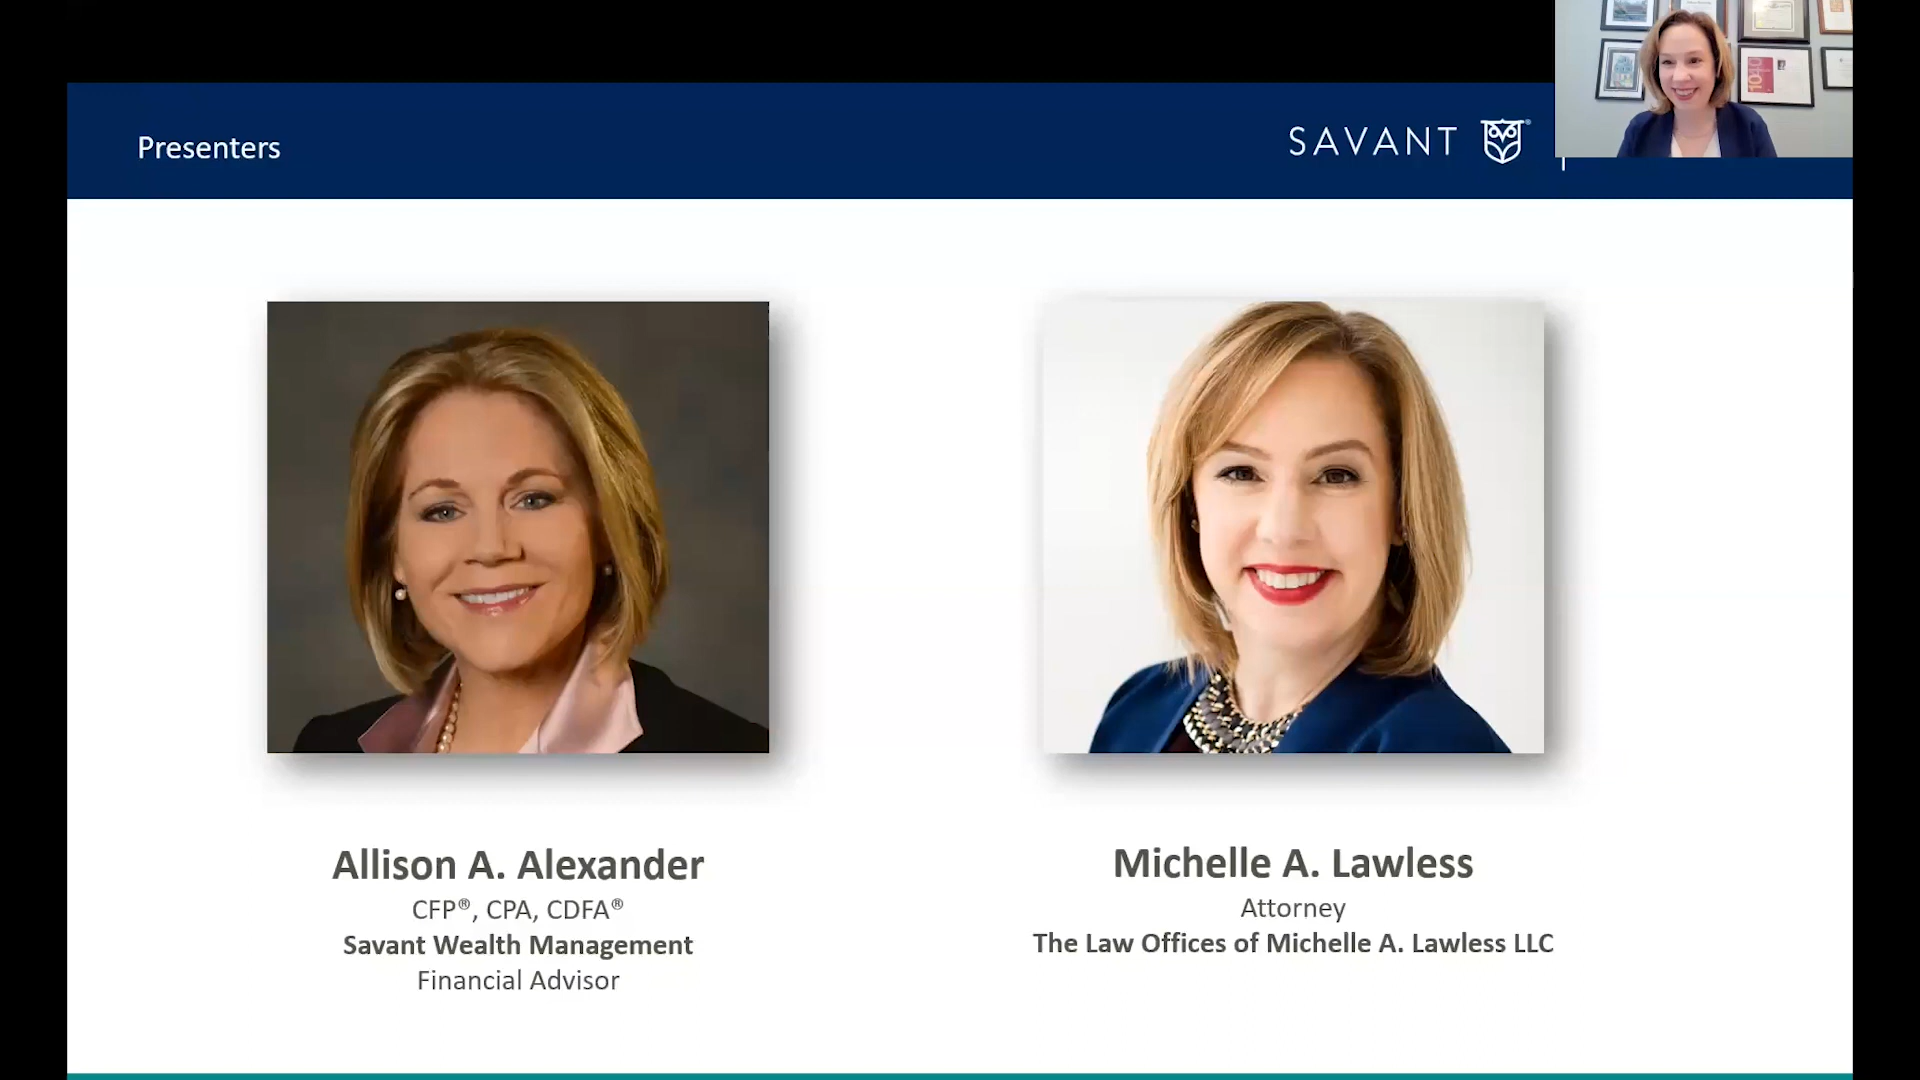 Presenters
SAVANT
Allison A. Alexander
CFP®, CPA, CDFA®
Savant Wealth Management
Financial Advisor
Michelle A. Lawless
Attorney
The Law Offices of Michelle A. Lawless LLC